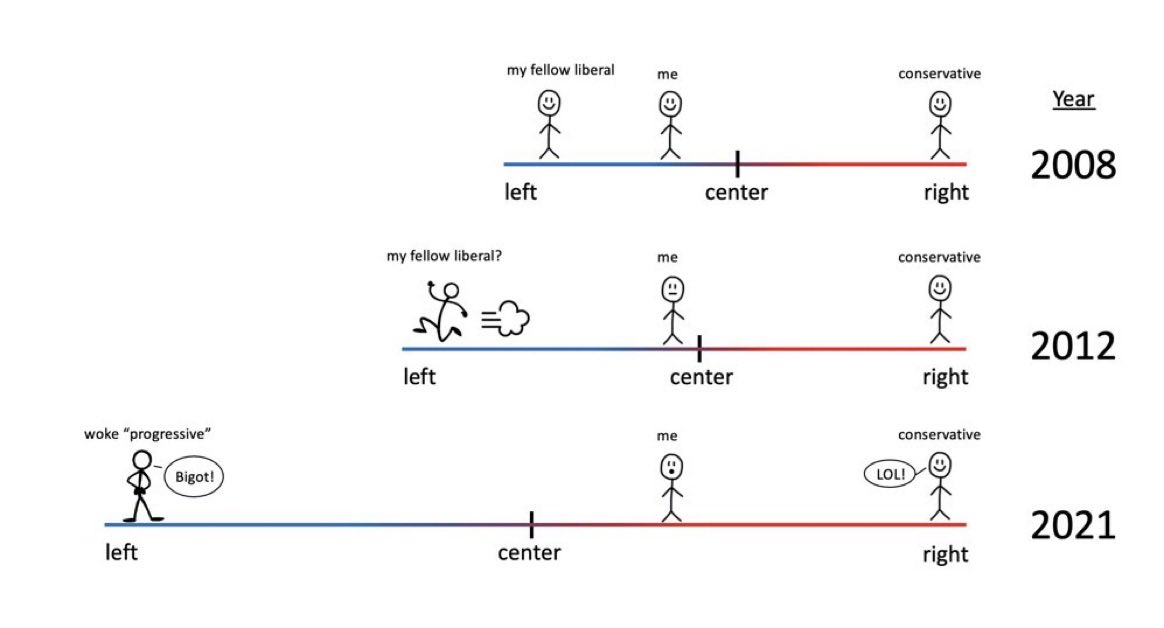 my fellow liberal
me
conservative
Year
2008
left
center
right
my fellow liberal?
me
conservative
2012
left
center
right
woke “progressive”
me
conservative
Bigot!
LOL!
2021
left
center
right